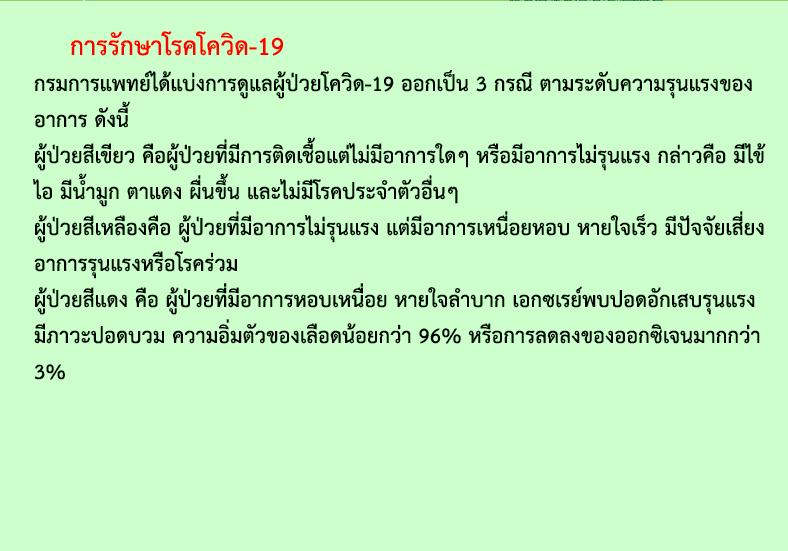 การรักษาโรคโควิด-19
กรมการแพทย์ได้แบ่งการดูแลผู้ป่วยโควิด-19 ออกเป็น 3 กรณี ตามระดับความรุนแรงของ
อาการ ดังนี้
ผู้ป่วยสีเขียว คือผู้ป่วยที่มีการติดเชื้อแต่ไม่มีอาการใดๆ หรือมีอาการไม่รุนแรง กล่าวคือ มีไข้
ไอ มีน้ำมูก ตาแดง ผื่นขึ้น และไม่มีโรคประจำตัวอื่นๆ
ผู้ป่วยสีเหลืองคือ ผู้ป่วยที่มีอาการไม่รุนแรง แต่มีอาการเหนื่อยหอบ หายใจเร็ว มีปัจจัยเสี่ยง
อาการรุนแรงหรือโรคร่วม
ผู้ป่วยสีแดง คือ ผู้ป่วยที่มีอาการหอบเหนื่อย หายใจลำบาก เอกซเรย์พบปอดอักเสบรุนแรง
มีภาวะปอดบวม ความอิ่มตัวของเลือดน้อยกว่า 96% หรือการลดลงของออกซิเจนมากกว่า
3%